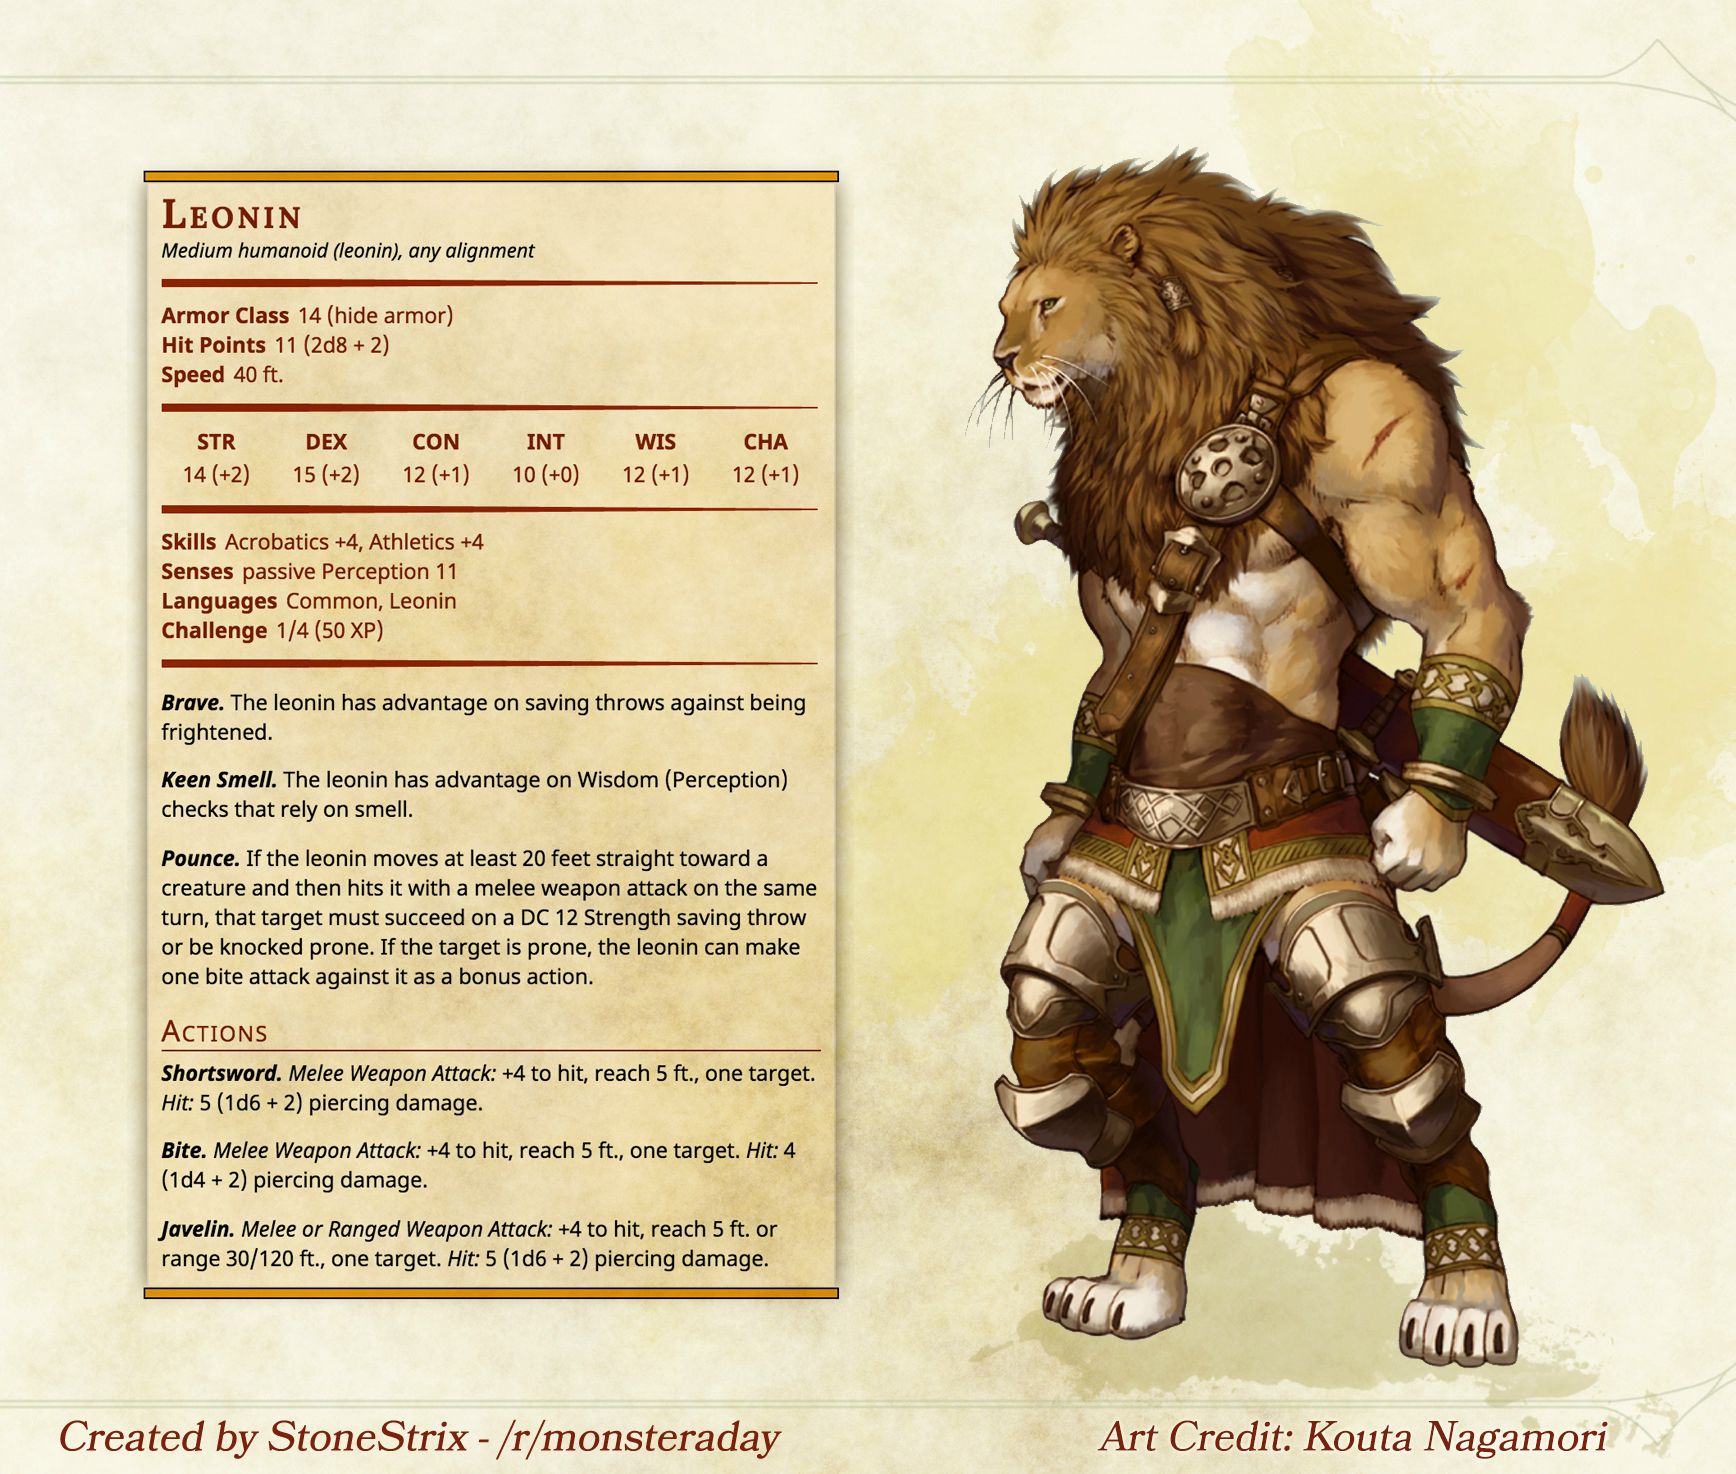 Leonin
Medium humanoid (leonin), any alignment
Armor Class 14 (hide armor)
Hit Points 11 (2d8 + 2)
Speed 40 ft.
STR DEX CON INT WIS CHA
14 (+2) 15 (+2) 12 (+1) 10 (+0) 12 (+1) 12 (+1)
Skills Acrobatics +4, Athletics +4
Senses passive Perception 11
Languages Common, Leonin
Challenge 1/4 (50 XP)
Brave. The leonin has advantage on saving throws against being
frightened.
Keen Smell. The leonin has advantage on Wisdom (Perception)
checks that rely on smell.
Pounce. If the leonin moves at least 20 feet straight toward a
creature and then hits it with a melee weapon attack on the same
turn, that target must succeed on a DC 12 Strength saving throw
or be knocked prone. If the target is prone, the leonin can make
one bite attack against it as a bonus action.
Actions
Shortsword. Melee Weapon Attack: +4 to hit, reach 5 ft., one target.
Hit: 5 (1d6 + 2) piercing damage.
Bite. Melee Weapon Attack: +4 to hit, reach 5 ft., one target. Hit: 4
(1d4 + 2) piercing damage.
Javelin. Melee or Ranged Weapon Attack: +4 to hit, reach 5 ft. or
range 30/120 ft., one target. Hit: 5 (1d6 + 2) piercing damage.
Created by StoneStrix - /r/monsteraday
Art Credit: Kouta Nagamori